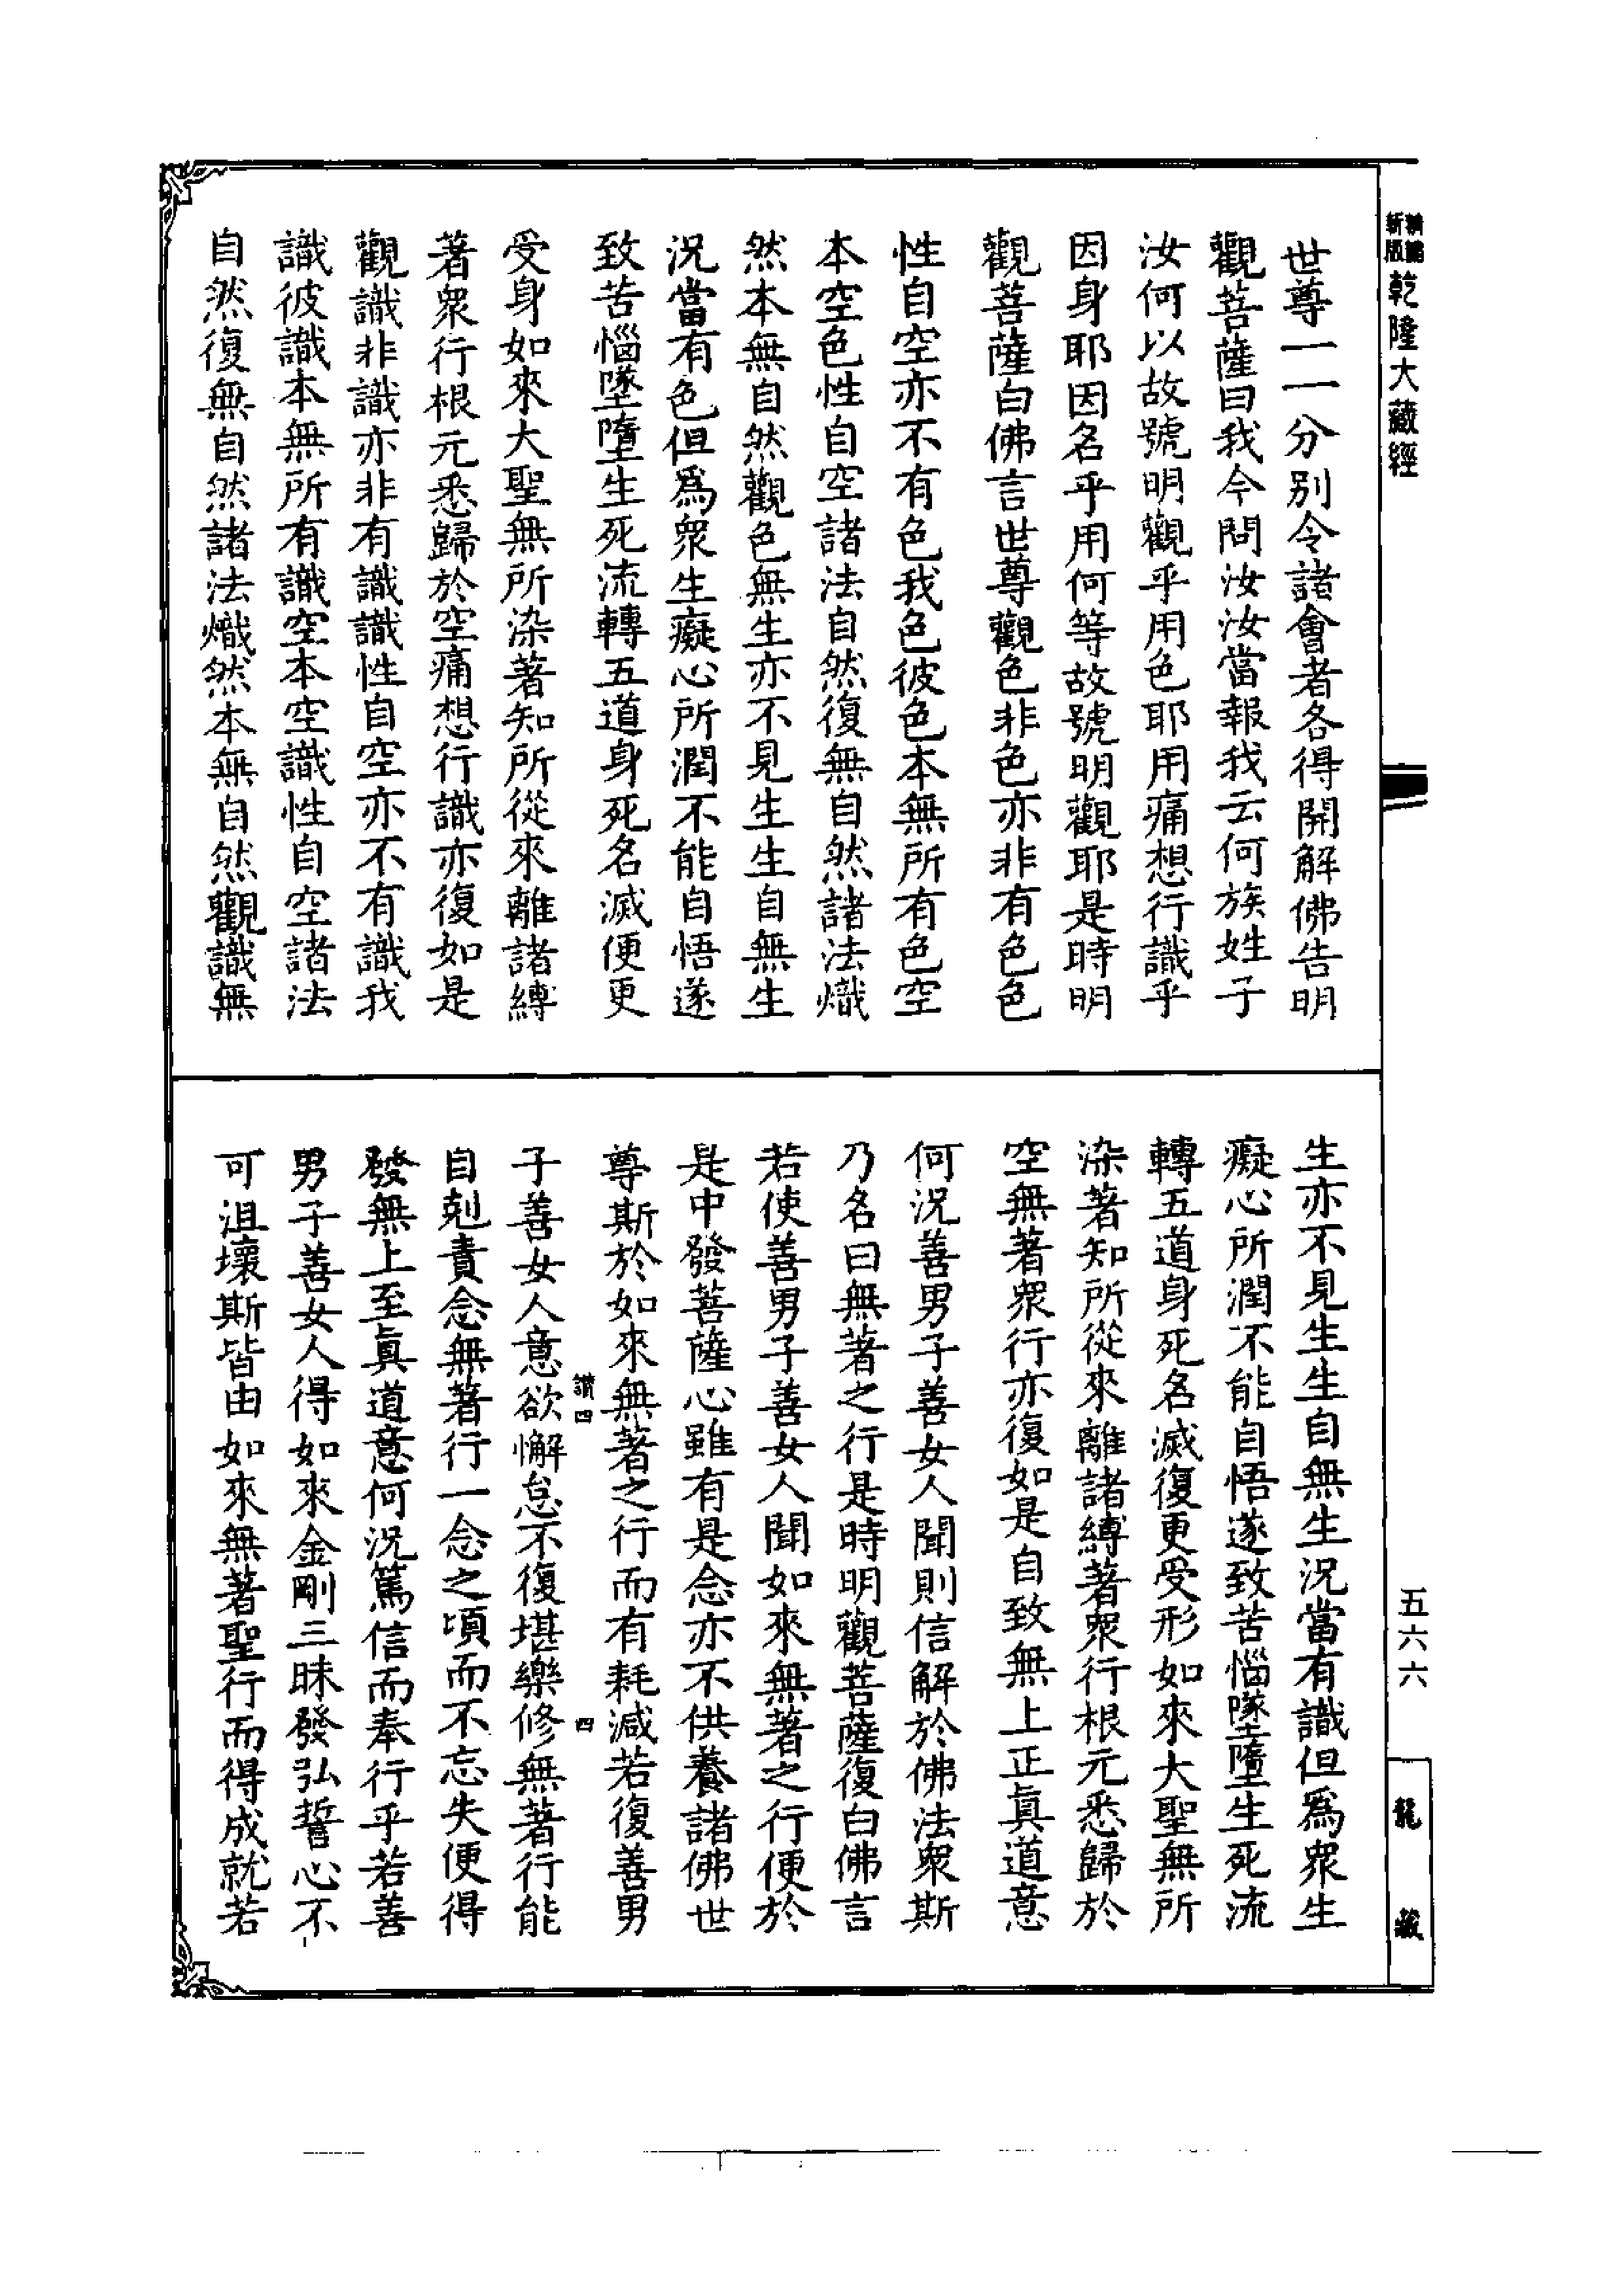 新版
乾隆大藏經
世尊一一分別令諸會者各得開解佛告明
觀菩薩曰我今問汝汝當報我云何族姓子
汝何以故號明觀乎用色耶用痛想行識乎
因身耶因名乎用何等故號明觀耶是時明
觀菩薩白佛言世尊觀色非色亦非有色色
性自空亦不有色我色彼色本無所有色空
本空色性自空諸法自然復無自然諸法熾
然本無自然觀色無生亦不見生生自無生
況當有色但爲衆生癡心所潤不能自悟遂
致苦惱墜墮生死流轉五道身死名滅便更
受身如來大聖無所染著知所從來離諸縛
著衆行根元悉歸於空痛想行識亦復如是
觀識非識亦非有識識性自空亦不有識我
識彼識本無所有識空本空識性自空諸法
自然復無自然諸法熾然本無自然觀識無
生亦不見生生自無生況當有識但爲衆生
癡心所潤不能自悟遂致苦惱墜墮生死流
轉五道身死名滅復更受形如來大聖無所
染著知所從來離諸縛著衆行根元悉歸於
空無著衆行亦復如是自致無上正眞道意
何況善男子善女人聞則信解於佛法衆斯
乃名曰無著之行是時明觀菩薩復白佛言
若使善男子善女人聞如來無著之行便於
是中發菩薩心雖有是念亦不供養諸佛世
尊斯於如來無著之行而有耗減若復善男
讃四
四
子善女人意欲懈怠不復堪樂修無著行能
自剋責念無著行一念之頃而不忘失便得
發無上至眞道意何況篤信而奉行乎若善
男子善女人得如來金剛三昧發弘誓心不
可沮壞斯皆由如來無著聖行而得成就若
五六六
龍藏